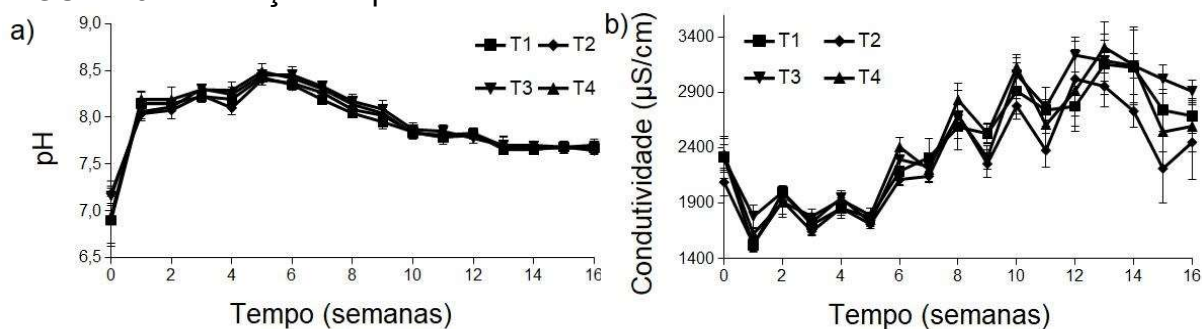 a)
9,0
8,5
8,0
7,5
7,0
6,5
pH
T1 T2
T3 T4
0 2 4 6 8 10 12 14 16
Tempo (semanas)
b)
3400
2900
2400
1900
1400
Condutividade (µS/cm)
T1 T2
T3 T4
0 2 4 6 8 10 12 14 16
Tempo (semanas)